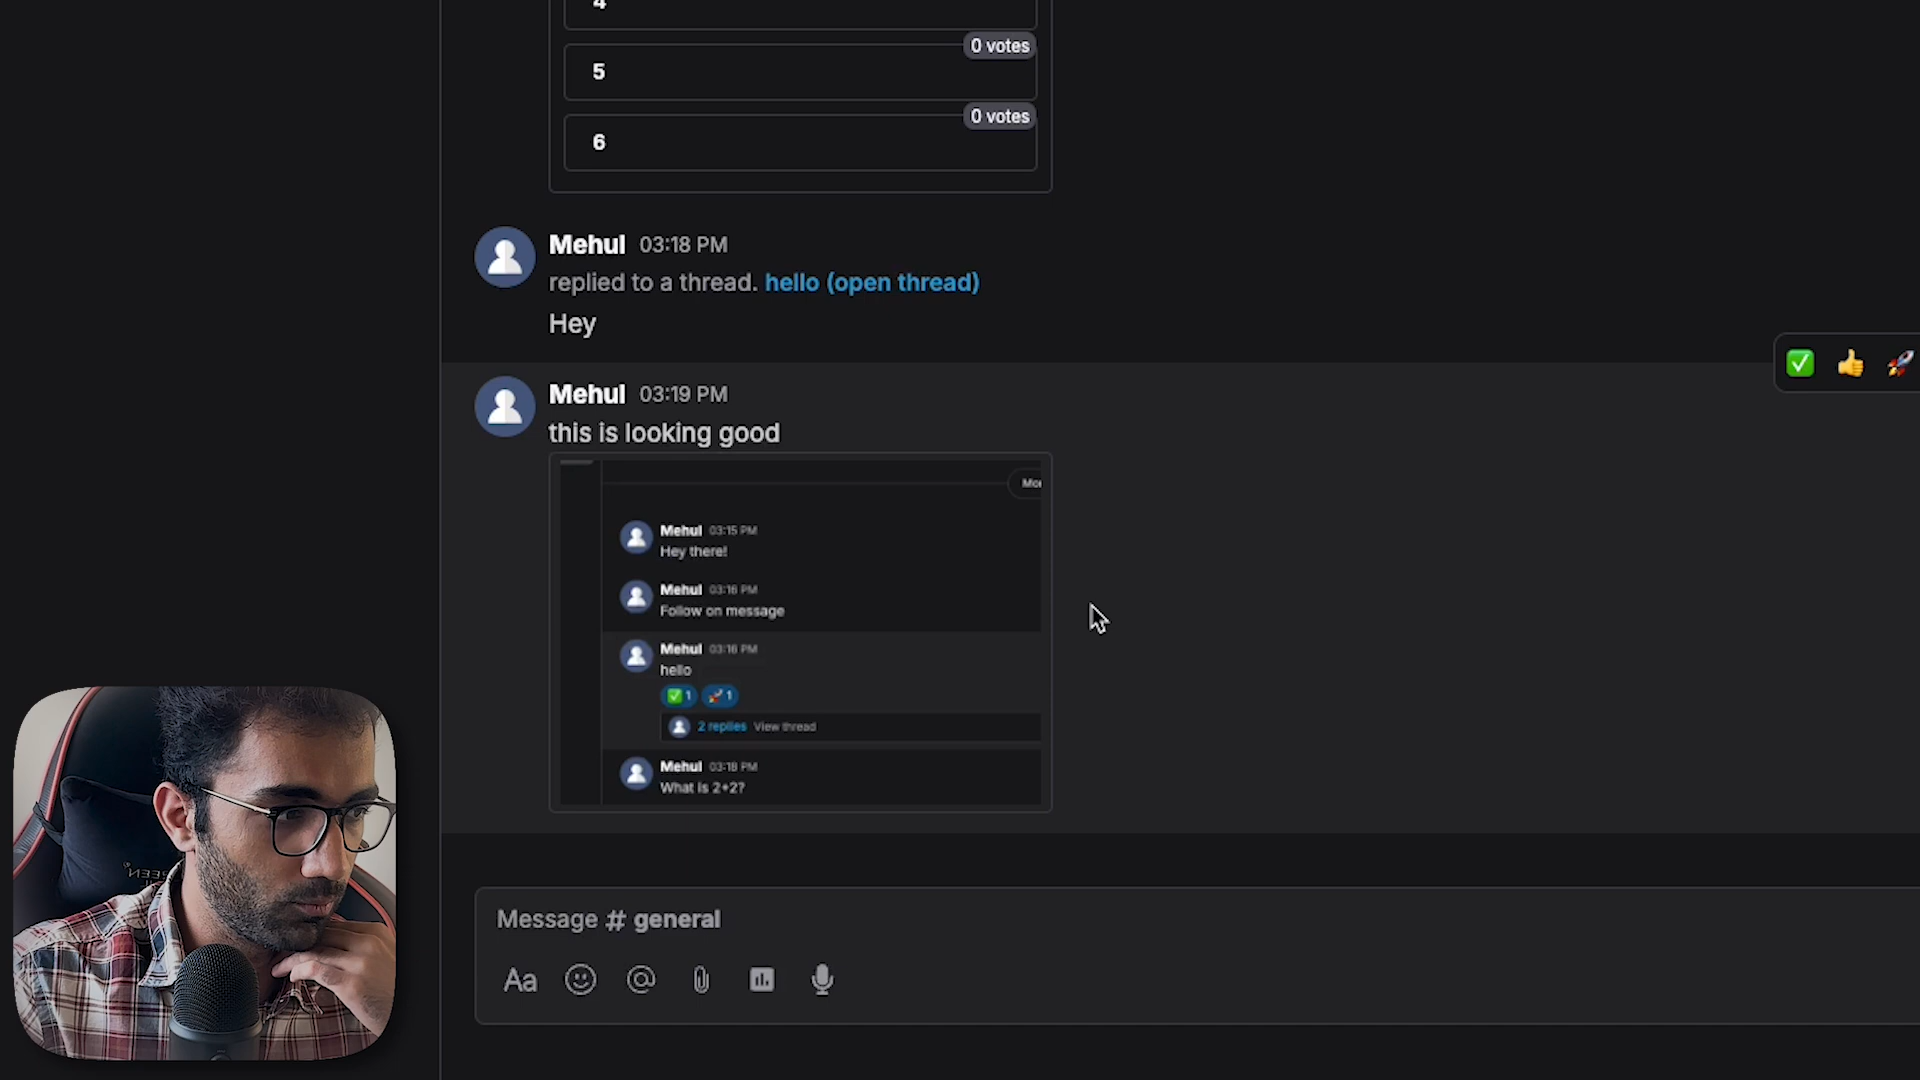 4
0 votes
5
0 votes
6
Mehul 03:18 PM
replied to a thread. hello (open thread)
Hey
Mehul 03:19 PM
this is looking good
Mehul 03:15 PM
Hey there!
Mehul 03:16 PM
Follow on message
Mehul 03:16 PM
hello
1 1
2 replies View thread
Mehul 03:18 PM
What is 2+2?
Message # general
Aa